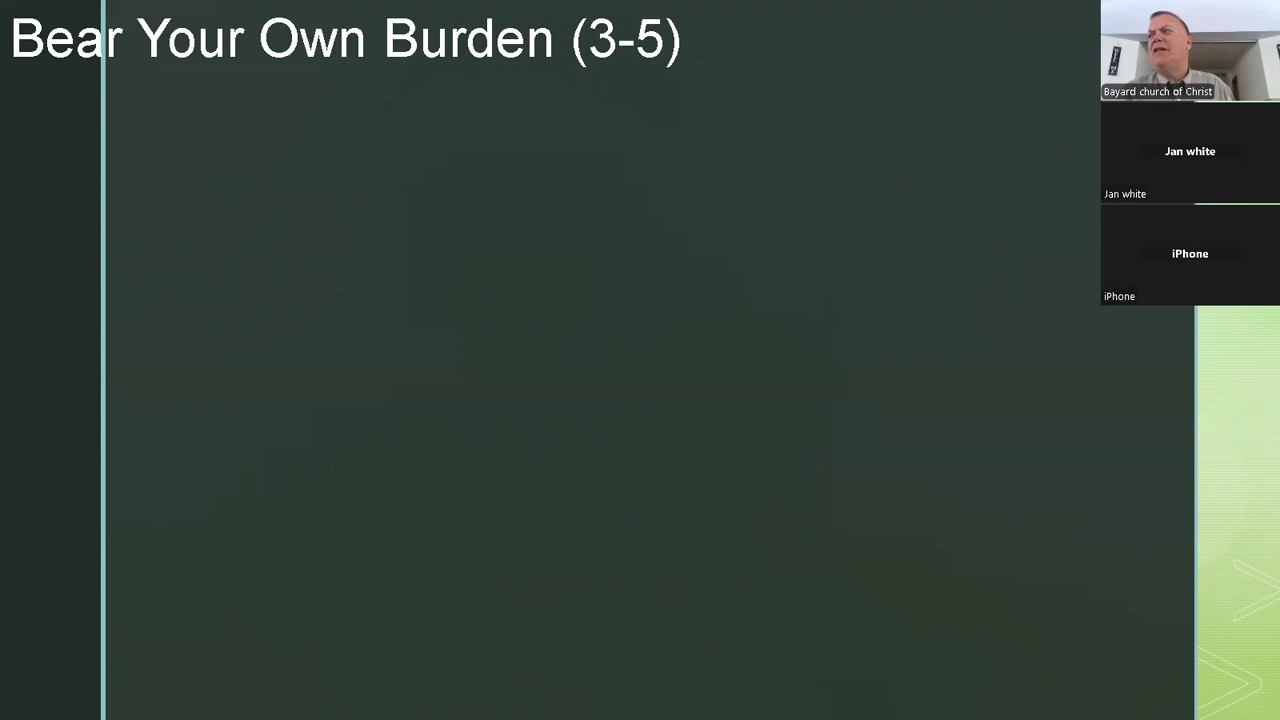 Bear Your Own Burden (3-5)
Bayard church of Christ
Jan white
Jan white
iPhone
iPhone